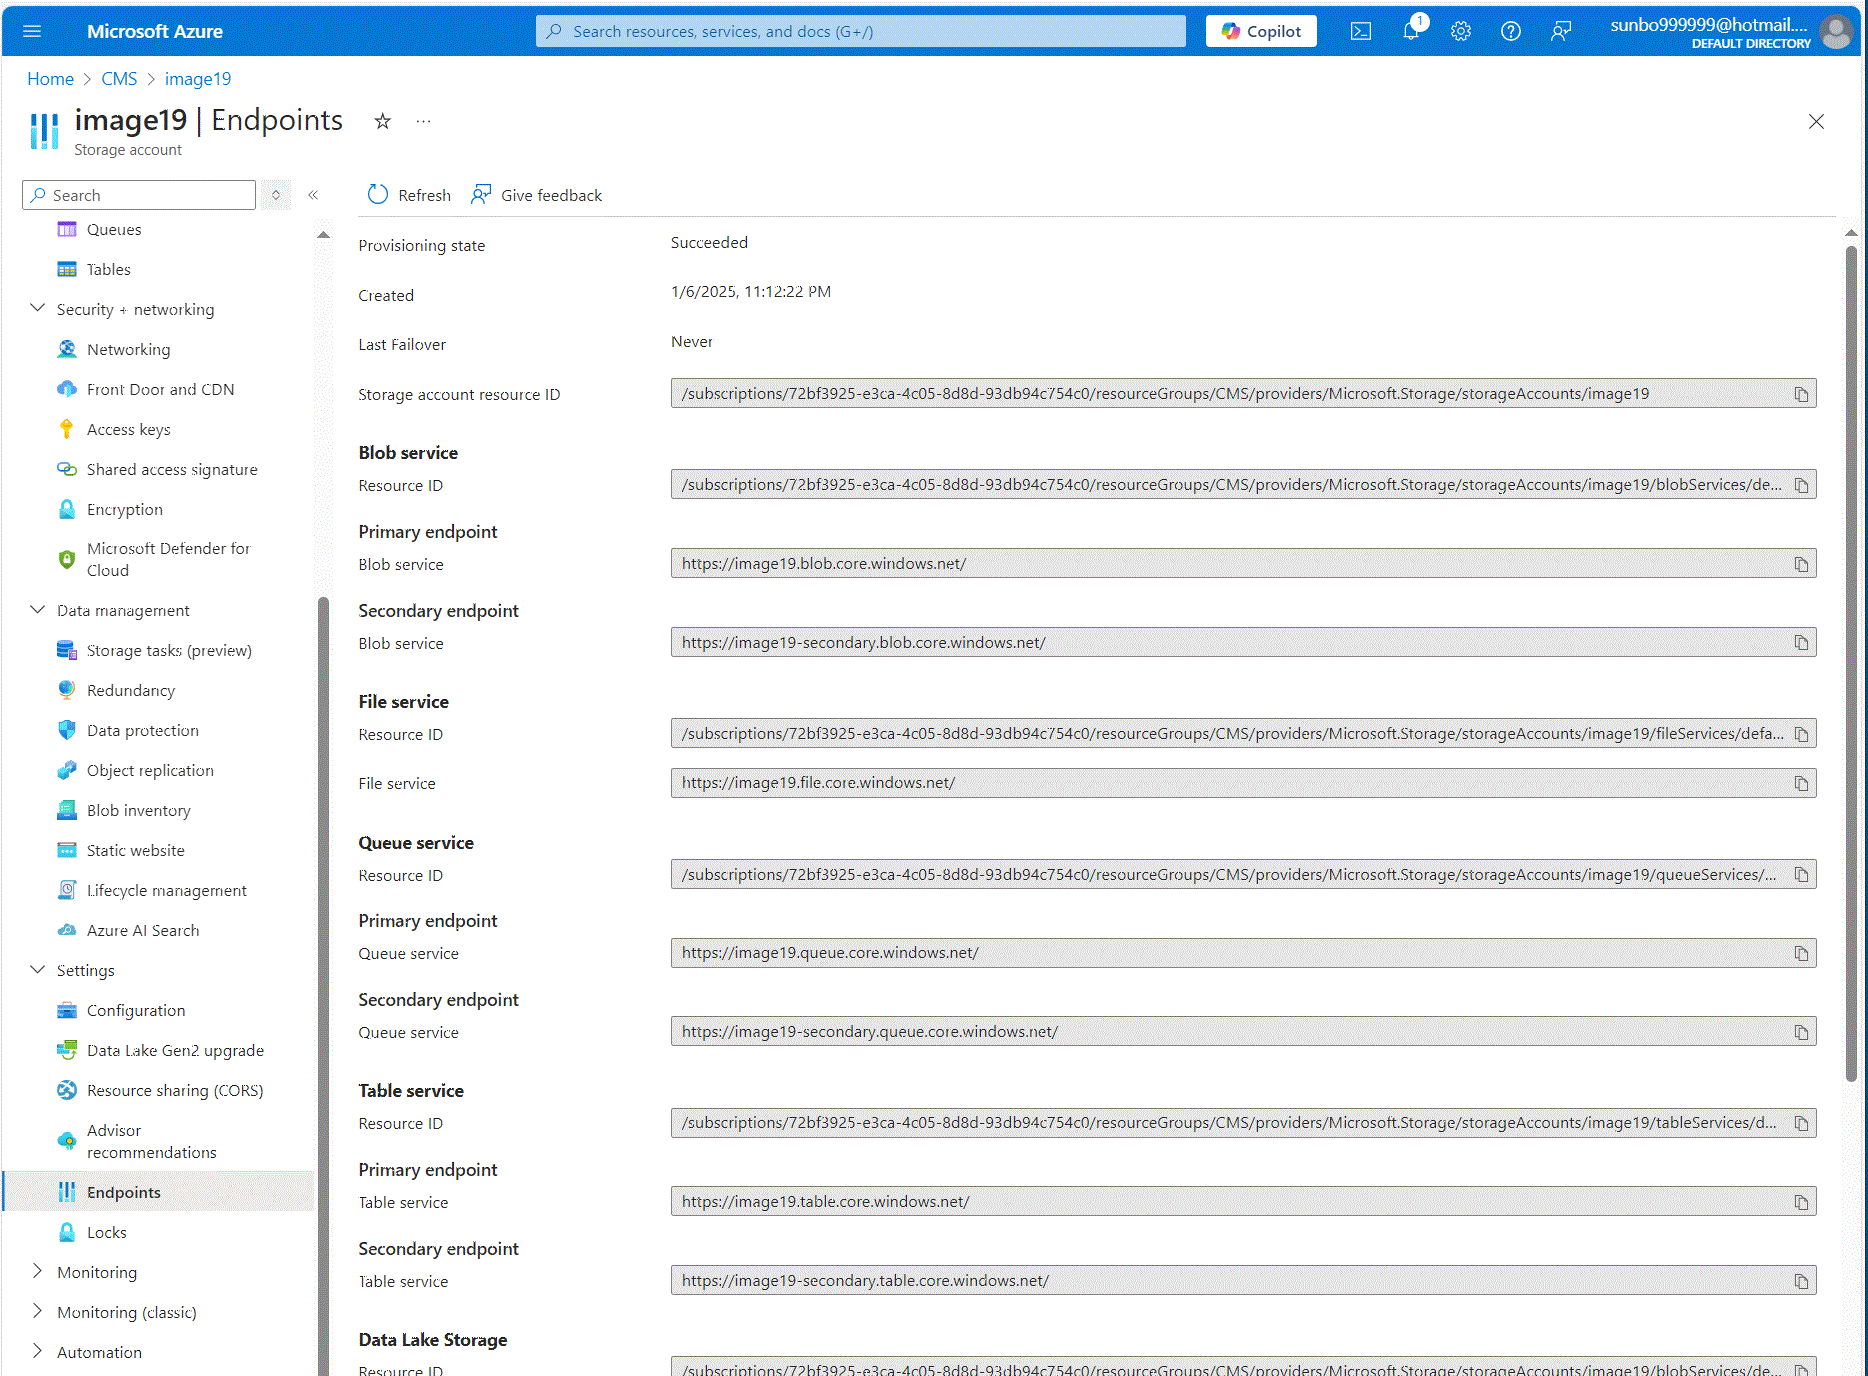 Microsoft Azure
Search resources, services, and docs (G+/)
Copilot
1
sunbo999999@hotmail....
DEFAULT DIRECTORY
Home > CMS > image19
image19 | Endpoints
Storage account
Search
Refresh
Give feedback
Queues
Tables
Security + networking
Networking
Front Door and CDN
Access keys
Shared access signature
Encryption
Microsoft Defender for
Cloud
Data management
Storage tasks (preview)
Redundancy
Data protection
Object replication
Blob inventory
Static website
Lifecycle management
Azure AI Search
Settings
Configuration
Data Lake Gen2 upgrade
Resource sharing (CORS)
Advisor
recommendations
Endpoints
Locks
Monitoring
Monitoring (classic)
Automation
Provisioning state Succeeded
Created 1/6/2025, 11:12:22 PM
Last Failover Never
Storage account resource ID /subscriptions/72bf3925-e3ca-4c05-8d8d-93db94c754c0/resourceGroups/CMS/providers/Microsoft.Storage/storageAccounts/image19
Blob service
Resource ID /subscriptions/72bf3925-e3ca-4c05-8d8d-93db94c754c0/resourceGroups/CMS/providers/Microsoft.Storage/storageAccounts/image19/blobServices/de...
Primary endpoint
Blob service https://image19.blob.core.windows.net/
Secondary endpoint
Blob service https://image19-secondary.blob.core.windows.net/
File service
Resource ID /subscriptions/72bf3925-e3ca-4c05-8d8d-93db94c754c0/resourceGroups/CMS/providers/Microsoft.Storage/storageAccounts/image19/fileServices/defa...
File service https://image19.file.core.windows.net/
Queue service
Resource ID /subscriptions/72bf3925-e3ca-4c05-8d8d-93db94c754c0/resourceGroups/CMS/providers/Microsoft.Storage/storageAccounts/image19/queueServices/...
Primary endpoint
Queue service https://image19.queue.core.windows.net/
Secondary endpoint
Queue service https://image19-secondary.queue.core.windows.net/
Table service
Resource ID /subscriptions/72bf3925-e3ca-4c05-8d8d-93db94c754c0/resourceGroups/CMS/providers/Microsoft.Storage/storageAccounts/image19/tableServices/d...
Primary endpoint
Table service https://image19.table.core.windows.net/
Secondary endpoint
Table service https://image19-secondary.table.core.windows.net/
Data Lake Storage
Resource ID /subscriptions/72bf3925-e3ca-4c05-8d8d-93db94c754c0/resourceGroups/CMS/providers/Microsoft.Storage/storageAccounts/image19/blobServices/de...